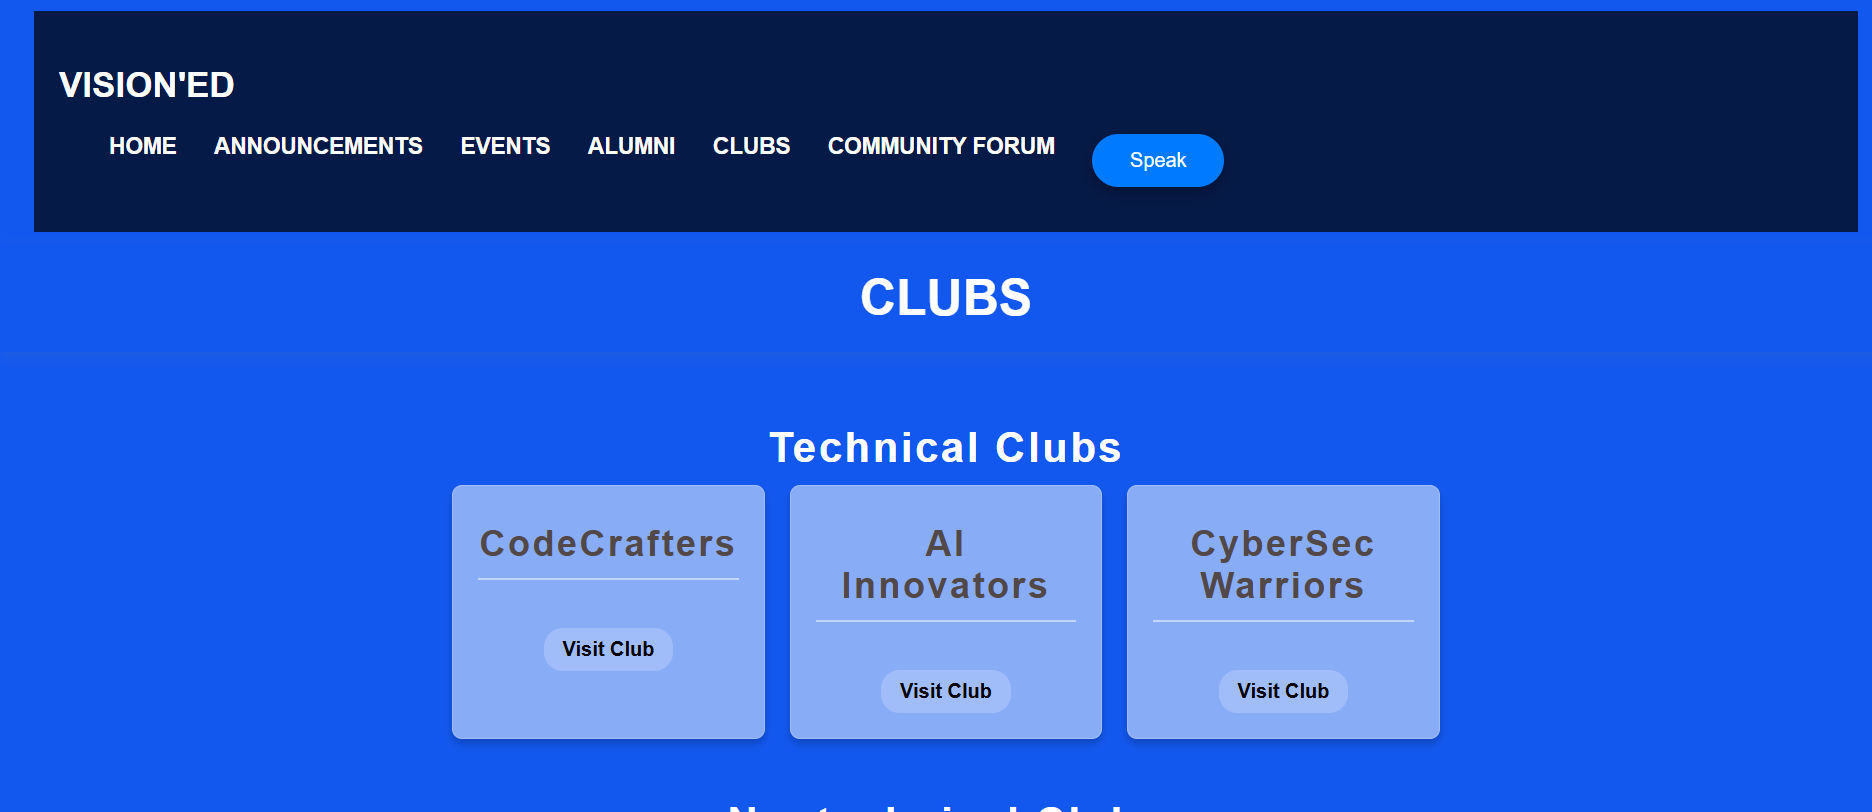 VISION'ED
HOME ANNOUNCEMENTS EVENTS ALUMNI CLUBS COMMUNITY FORUM Speak
CLUBS
Technical Clubs
CodeCrafters
Visit Club
AI
Innovators
Visit Club
CyberSec
Warriors
Visit Club